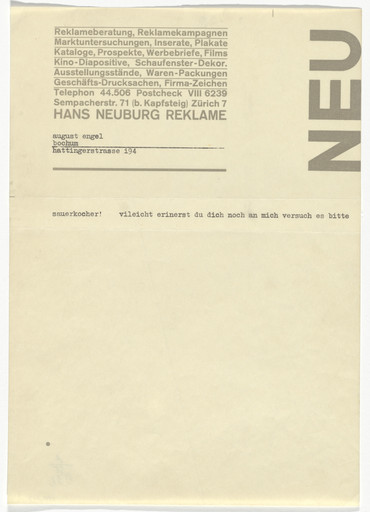 Reklameberatung, Reklamekampagnen
Marktuntersuchungen, Inserate, Plakate
Kataloge, Prospekte, Werbebriefe, Films
Kino-Diapositive, Schaufenster-Dekor.
Ausstellungsstände, Waren-Packungen
Geschäfts-Drucksachen, Firma-Zeichen
Telephon 44.506 Postcheck VIII 6239
Sempacherstr. 71 (b. Kapfsteig) Zürich 7
HANS NEUBURG REKLAME
NEU
august engel
bochum
hattingerstrasse 194
zauerkocher! vileicht erinerst du dich noch an mich versuch es bitte